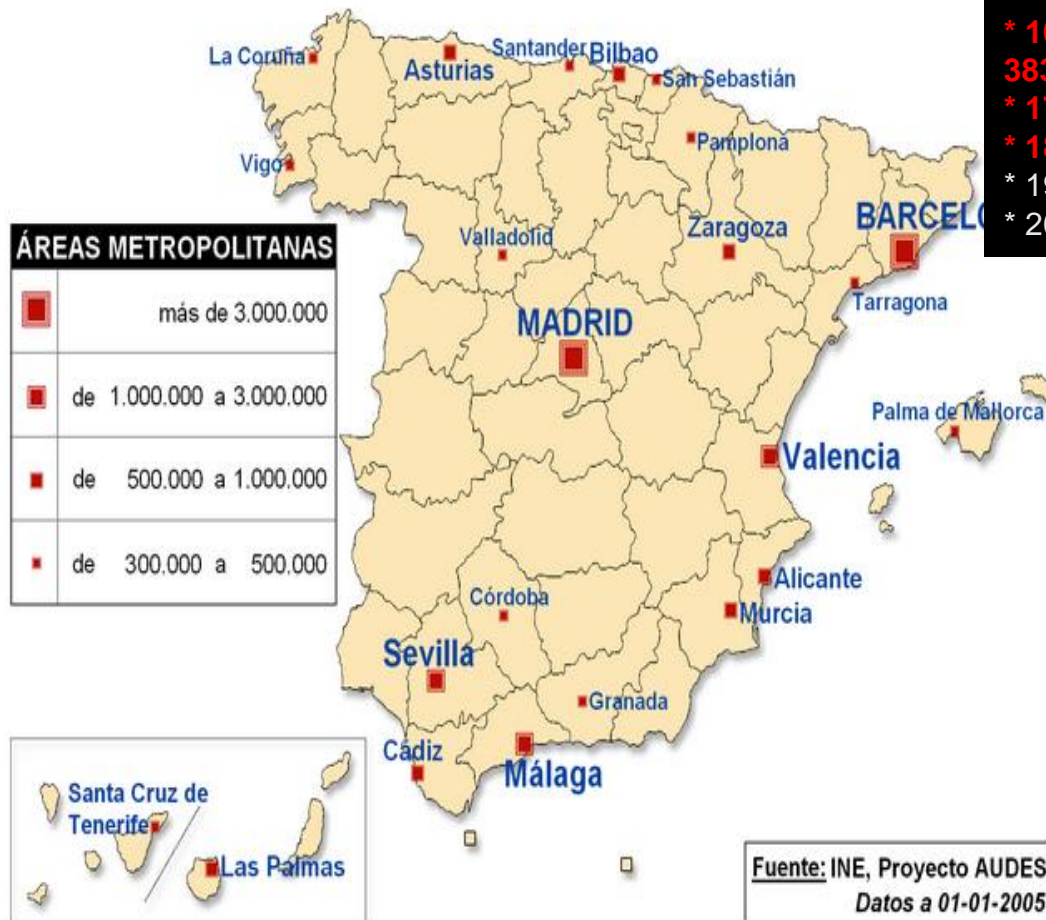 La Coruña
Asturias
Santander
Bilbao
San Sebastián
Vigo
Pamplona
ÁREAS METROPOLITANAS
más de 3.000.000
de 1.000.000 a 3.000.000
de 500.000 a 1.000.000
de 300.000 a 500.000
Valladolid
Zaragoza
BARCELO
Tarragona
MADRID
Palma de Mallorca
Valencia
Alicante
Murcia
Córdoba
Sevilla
Granada
Cádiz
Málaga
Santa Cruz de
Tenerife
Las Palmas
Fuente: INE, Proyecto AUDES
Datos a 01-01-2005